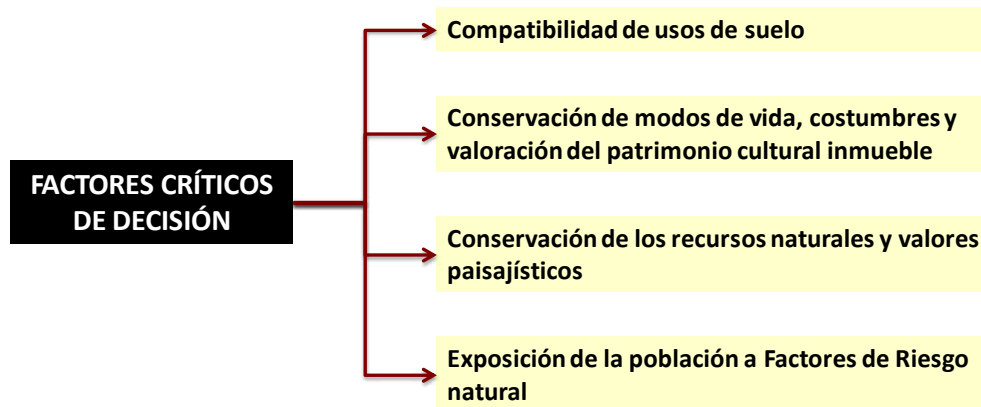 Compatibilidad de usos de suelo
Conservación de modos de vida, costumbres y
valoración del patrimonio cultural inmueble
FACTORES CRÍTICOS
DE DECISIÓN
Conservación de los recursos naturales y valores
paisajísticos
Exposición de la población a Factores de Riesgo
natural